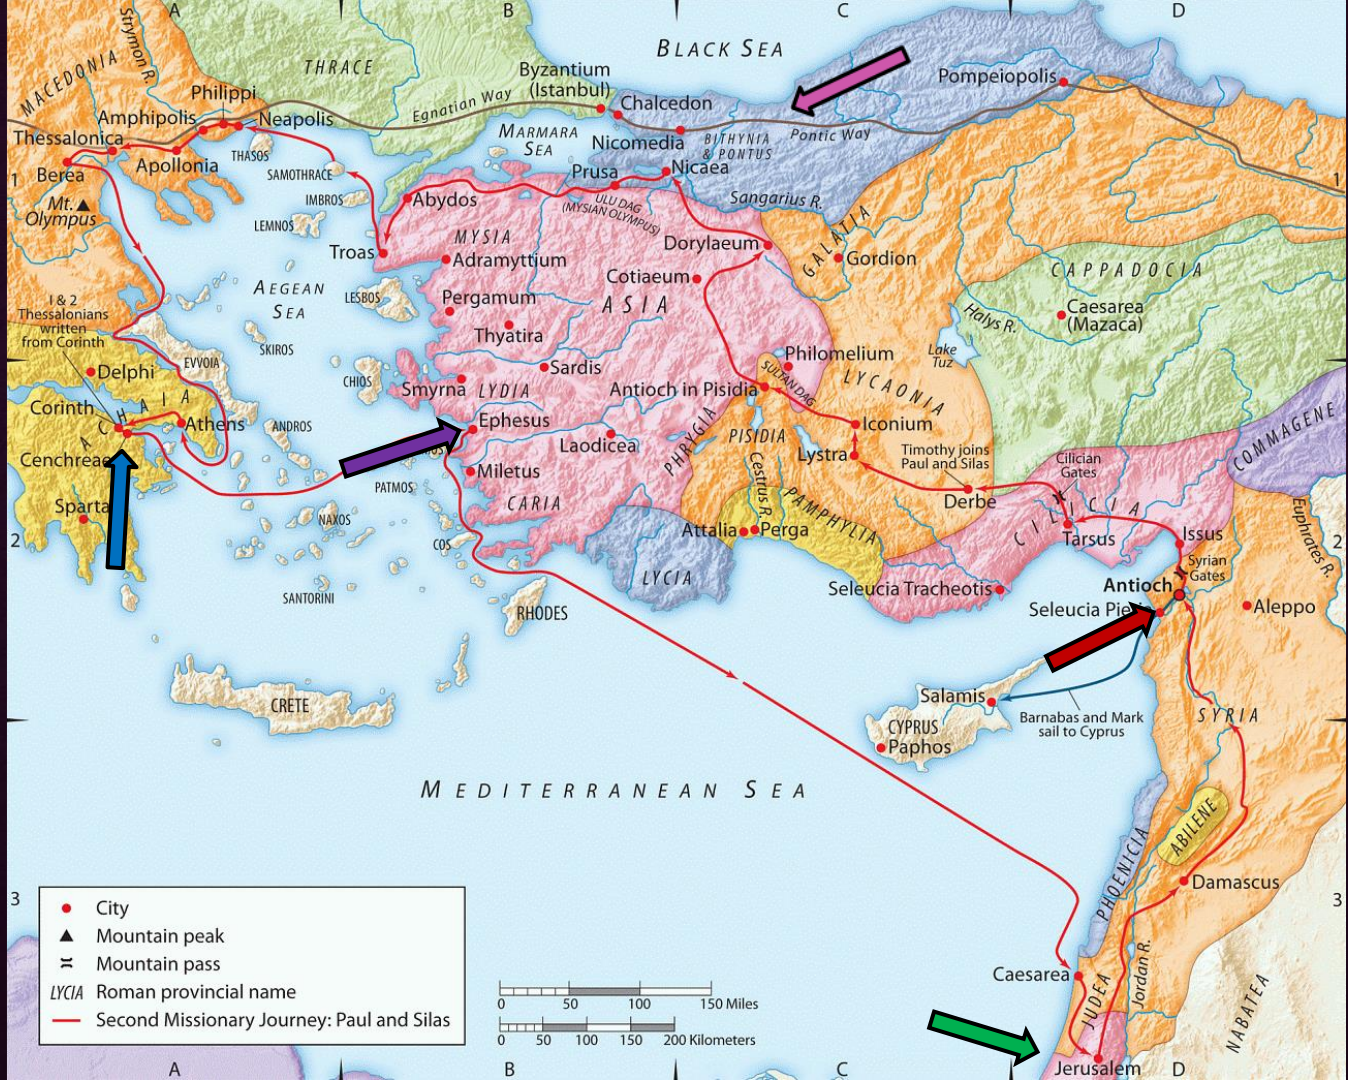 A
B
C
D
BLACK SEA
Strymon R.
MACEDONIA
THRACE
Byzantium
(Istanbul)
Pompeiopolis
Philippi
Egnatian Way
Chalcedon
Amphipolis
Neapolis
MARMARA
SEA
BITHYNIA
& PONTUS
Pontic Way
Thessalonica
Nicomedia
THASOS
Apollonia
Berea
1
SAMOTHRACE
Prusa
Nicaea
1
Mt.
Olympus
IMBROS
Abydos
ULU DAG
(MYSIAN OLYMPUS)
Sangarius R.
LEMNOS
MYSIA
Dorylaeum
GALATIA
Troas
Adramyttium
Gordion
CAPPADOCIA
Cotiaeum
AEGEAN
SEA
LESBOS
Pergamum
ASIA
Caesarea
(Mazaca)
1 & 2
Thessalonians
written
from Corinth
Halys R.
Thyatira
SKIROS
Lake
Tuz
EVVOIA
Philomelium
Delphi
CHIOS
Sardis
SULTAN DAG
LYCAONIA
Smyrna
LYDIA
Antioch in Pisidia
Corinth
ACHAIA
Athens
ANDROS
Ephesus
PHRYGIA
PISIDIA
Iconium
COMMAGENE
Laodicea
Timothy joins
Paul and Silas
Cilician
Gates
Cenchreae
Lystra
Miletus
PATMOS
Cestrus R.
PAMPHYLIA
Derbe
CILICIA
Euphrates R.
Sparta
NAXOS
CARIA
Attalia
Perga
Tarsus
Issus
2
COS
2
Syrian
Gates
LYCIA
Seleucia Tracheotis
Antioch
SANTORINI
RHODES
Seleucia
Aleppo
CRETE
Salamis
CYPRUS
Paphos
Barnabas and Mark
sail to Cyprus
SYRIA
MEDITERRANEAN SEA
ABILENE
PHOENICIA
Damascus
3
3
City
Mountain peak
Mountain pass
LYCIA Roman provincial name
Second Missionary Journey: Paul and Silas
0 50 100 150 Miles
0 50 100 150 200 Kilometers
Caesarea
JUDEA
Jordan R.
NABATEA
Jerusalem
A
B
C
D